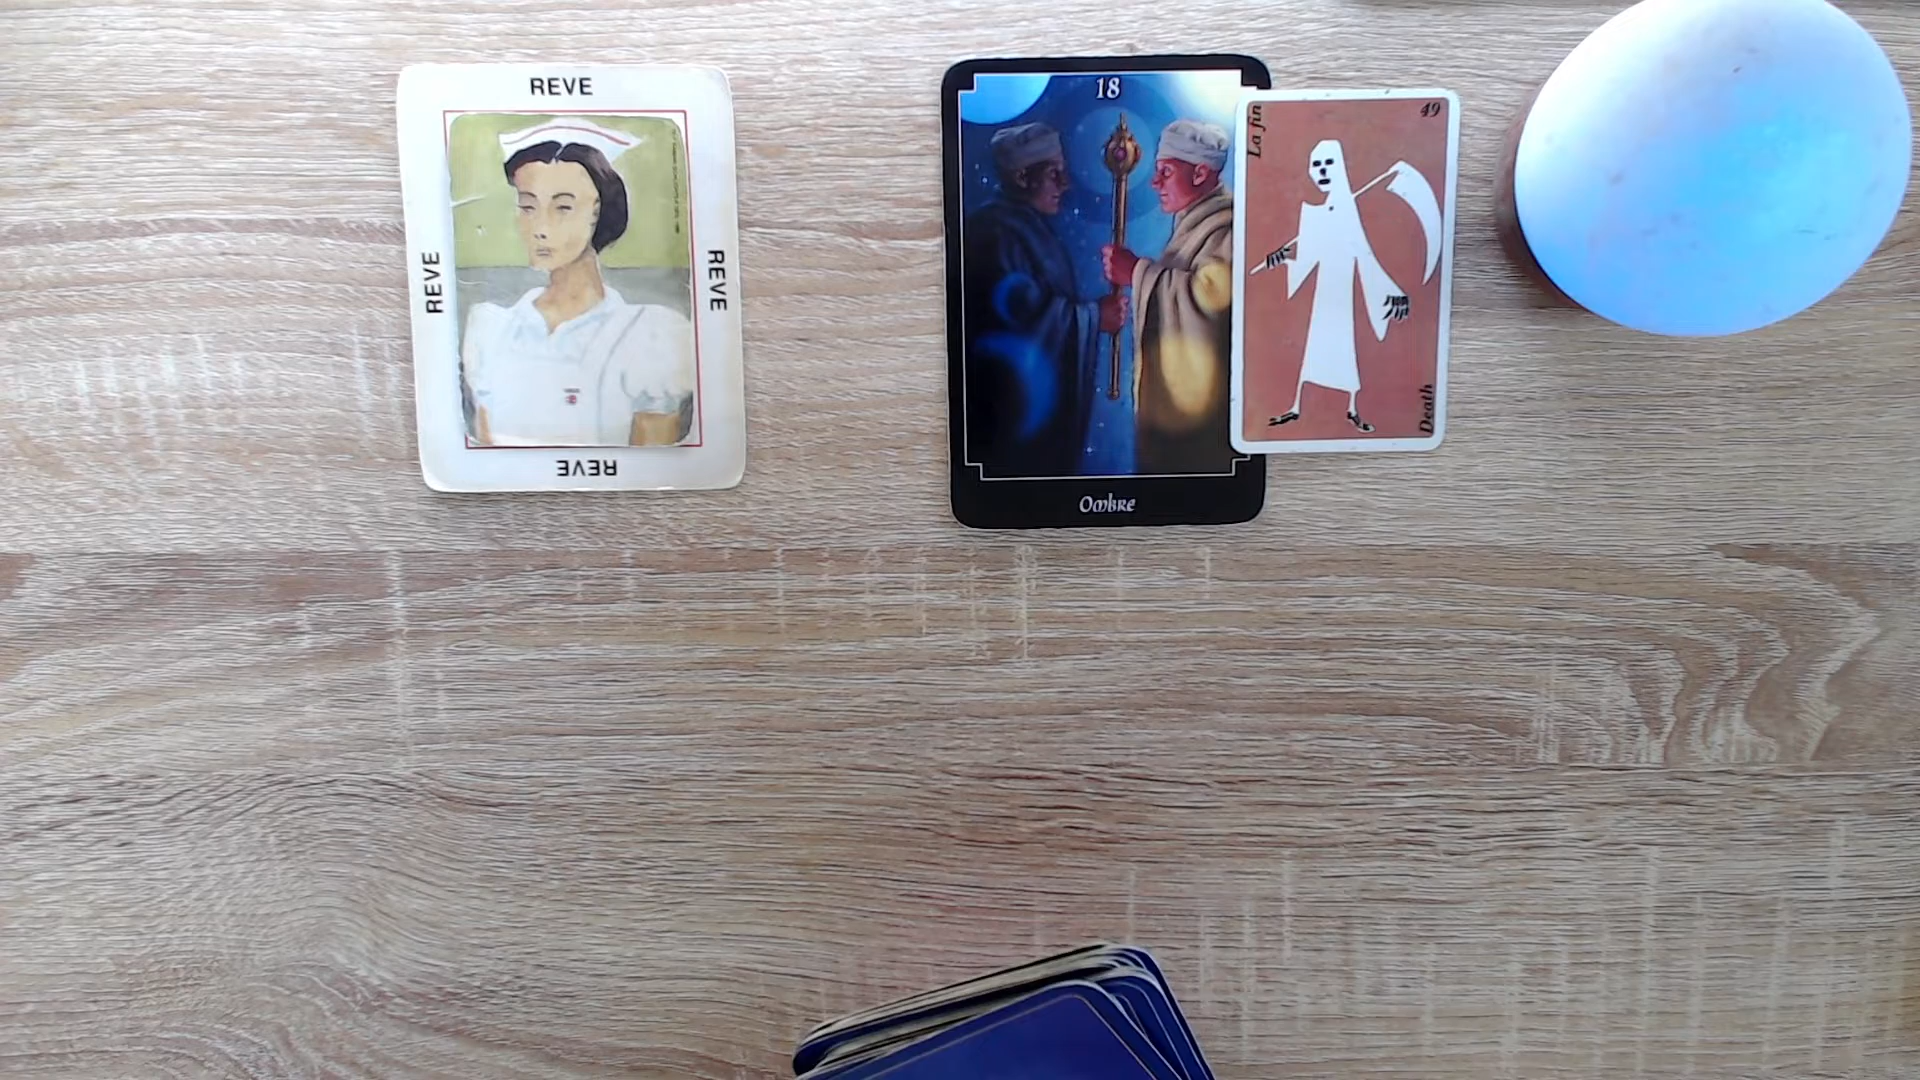 REVE
REVE
REVE
REVE
18
Ombre
La fin
49
Death